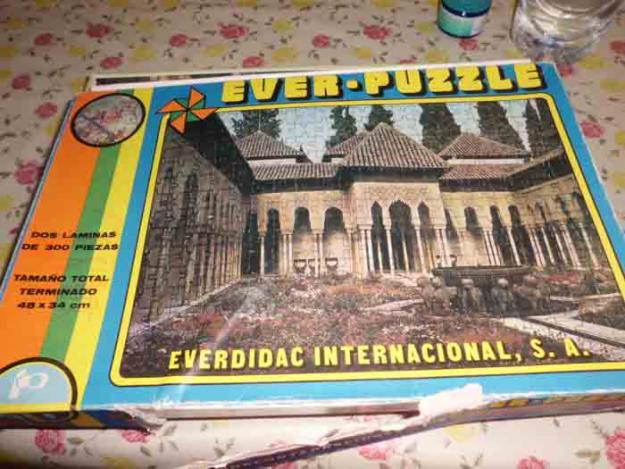 EVER-PUZZLE
DOS LAMINAS
DE 300 PIEZAS
TAMAÑO TOTAL
TERMINADO
48 x 34 cm
EVERDIDAC INTERNACIONAL, S. A.